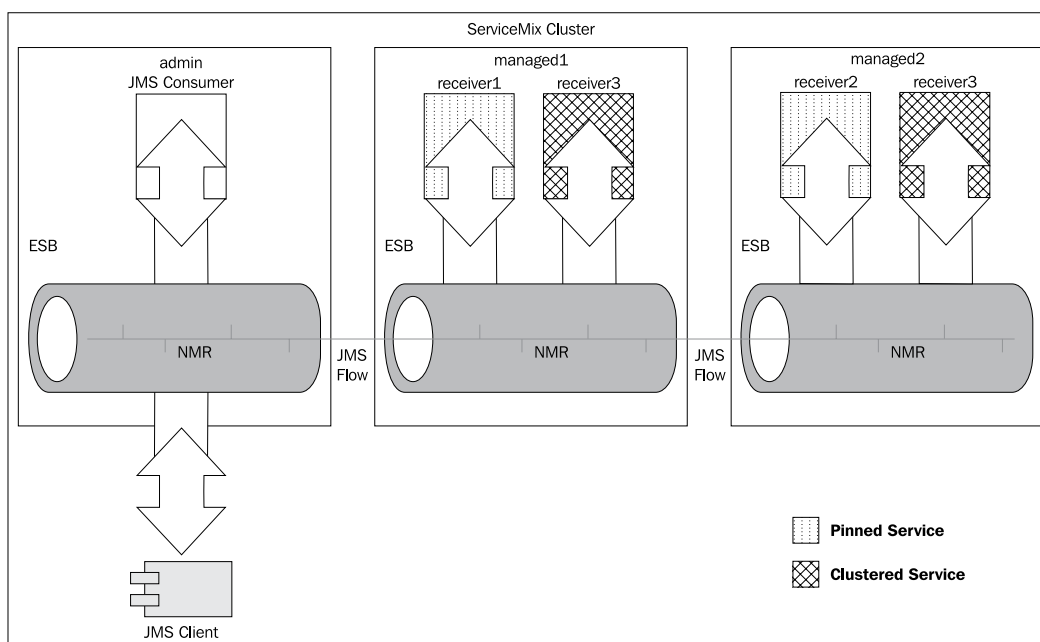 ServiceMix Cluster
admin
JMS Consumer
managed1
receiver1
receiver3
managed2
receiver2
receiver3
ESB
ESB
ESB
NMR
JMS
Flow
NMR
JMS
Flow
NMR
Pinned Service
Clustered Service
JMS Client